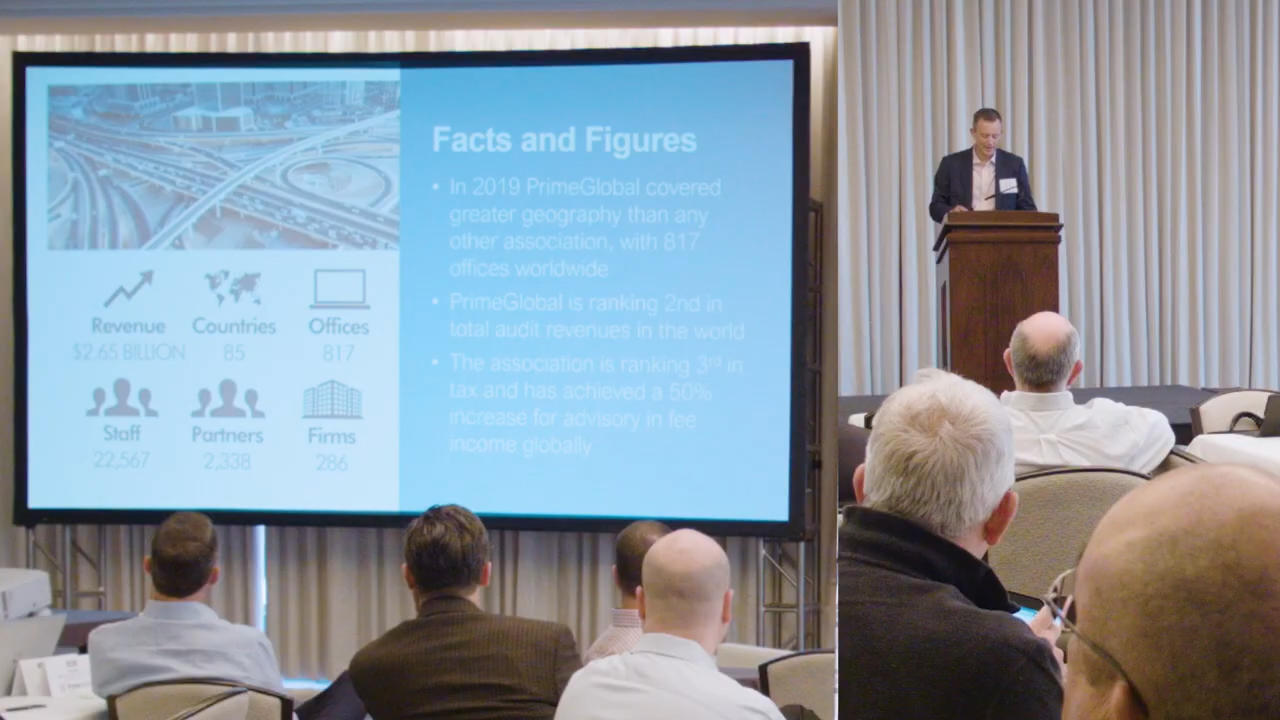 Facts and Figures
• In 2019 PrimeGlobal covered
greater geography than any
other association, with 817
offices worldwide
• PrimeGlobal is ranking 2nd in
total audit revenues in the world
• The association is ranking 3rd in
tax and has achieved a 50%
increase for advisory in fee
income globally
Revenue Countries Offices
$2.65 BILLION 85 817
Staff Partners Firms
22,567 2,338 286